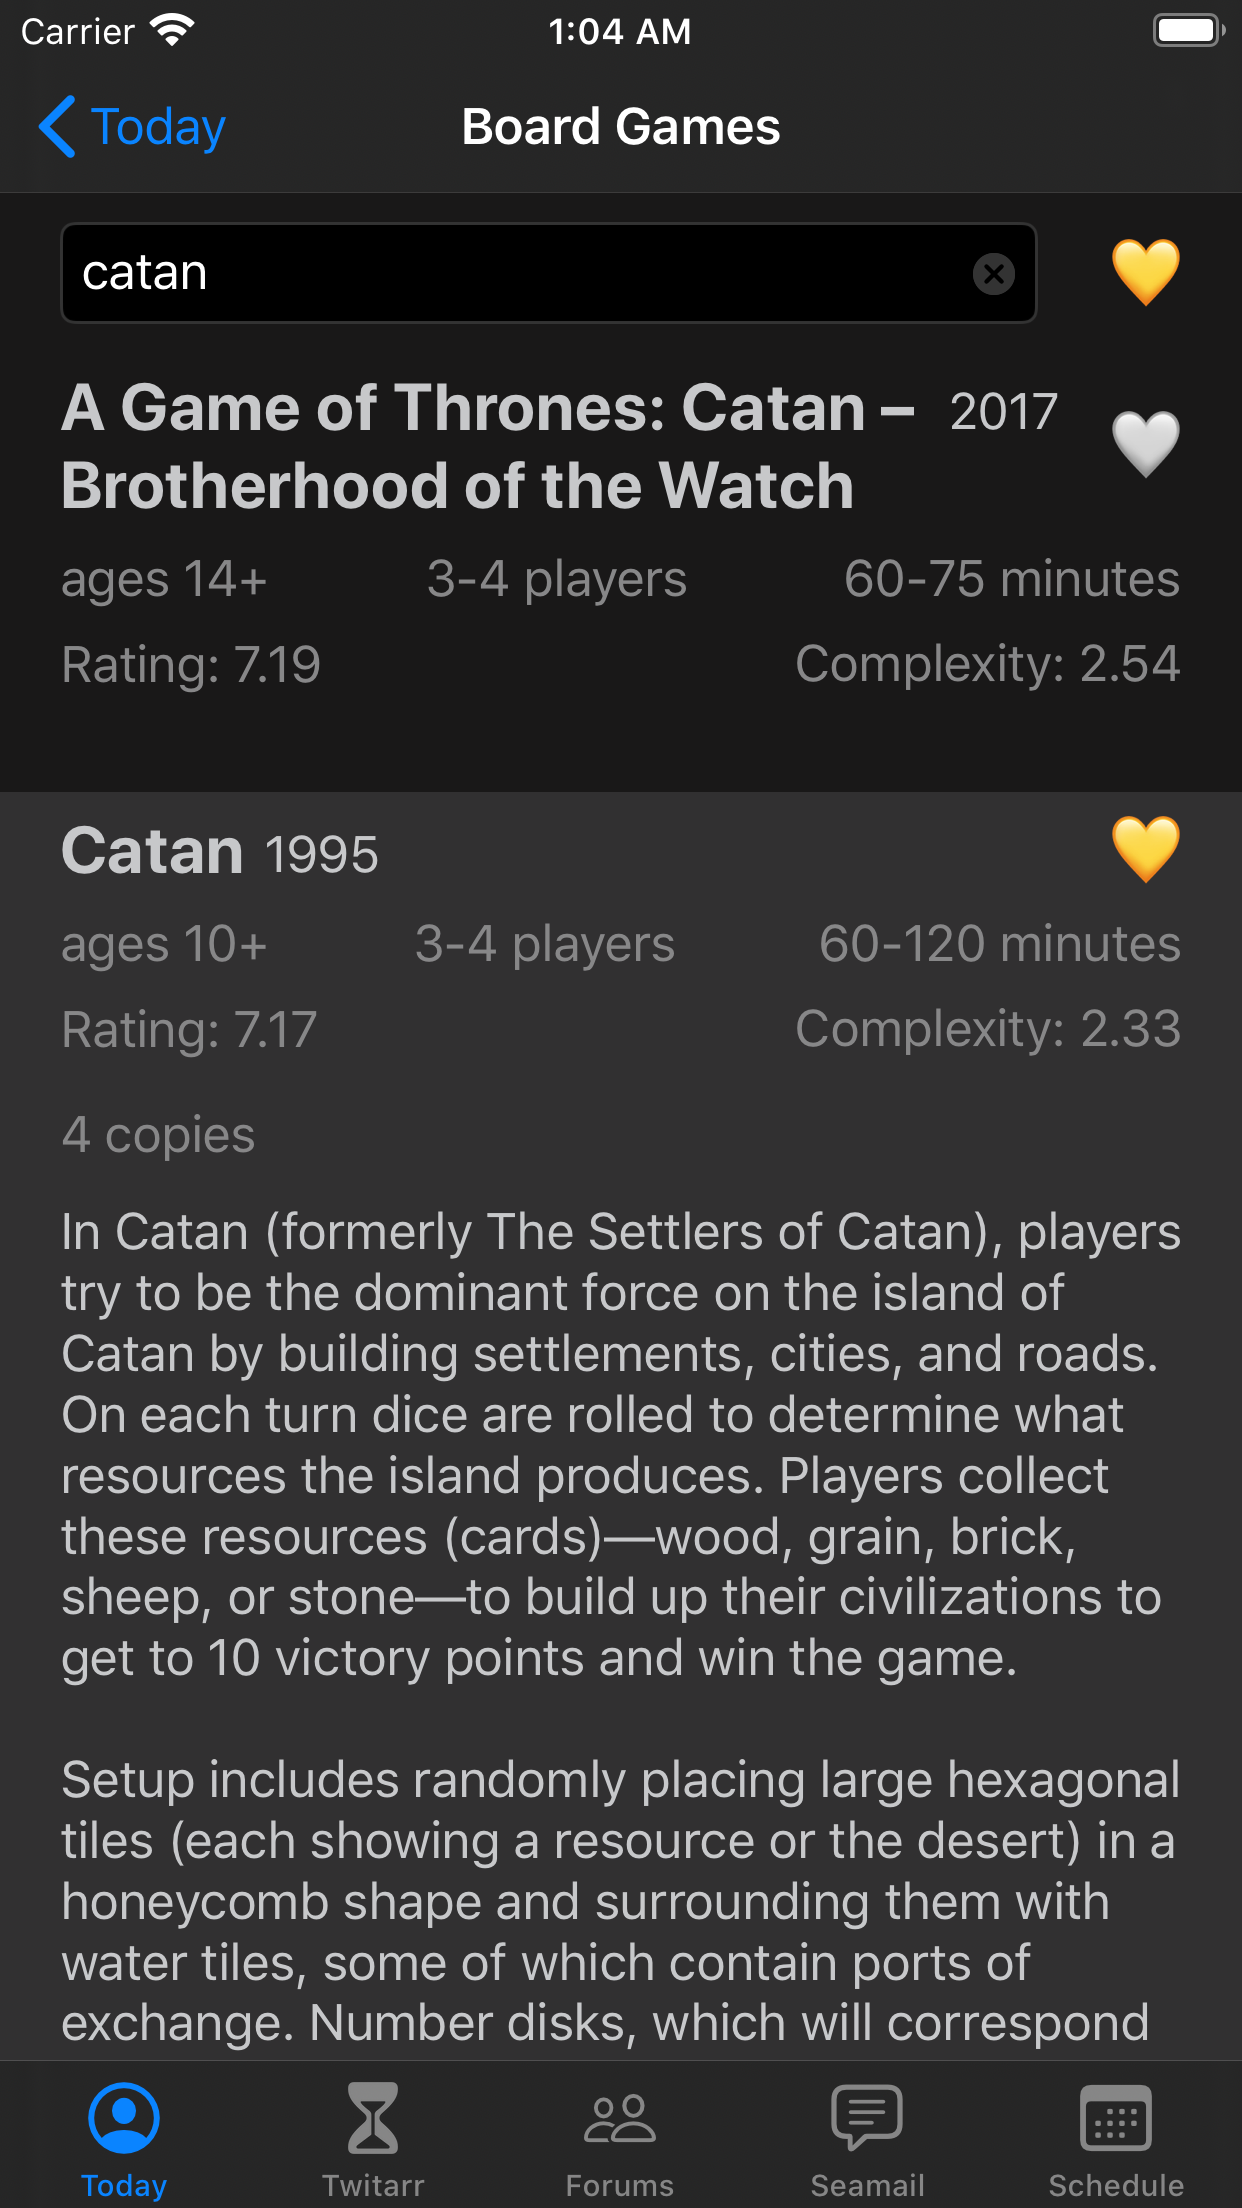 Carrier 1:04 AM
Today Board Games
catan
A Game of Thrones: Catan – 2017
Brotherhood of the Watch
ages 14+ 3-4 players 60-75 minutes
Rating: 7.19 Complexity: 2.54
Catan 1995
ages 10+ 3-4 players 60-120 minutes
Rating: 7.17 Complexity: 2.33
4 copies
In Catan (formerly The Settlers of Catan), players
try to be the dominant force on the island of
Catan by building settlements, cities, and roads.
On each turn dice are rolled to determine what
resources the island produces. Players collect
these resources (cards)—wood, grain, brick,
sheep, or stone—to build up their civilizations to
get to 10 victory points and win the game.
Setup includes randomly placing large hexagonal
tiles (each showing a resource or the desert) in a
honeycomb shape and surrounding them with
water tiles, some of which contain ports of
exchange. Number disks, which will correspond
Today Twitarr Forums Seamail Schedule